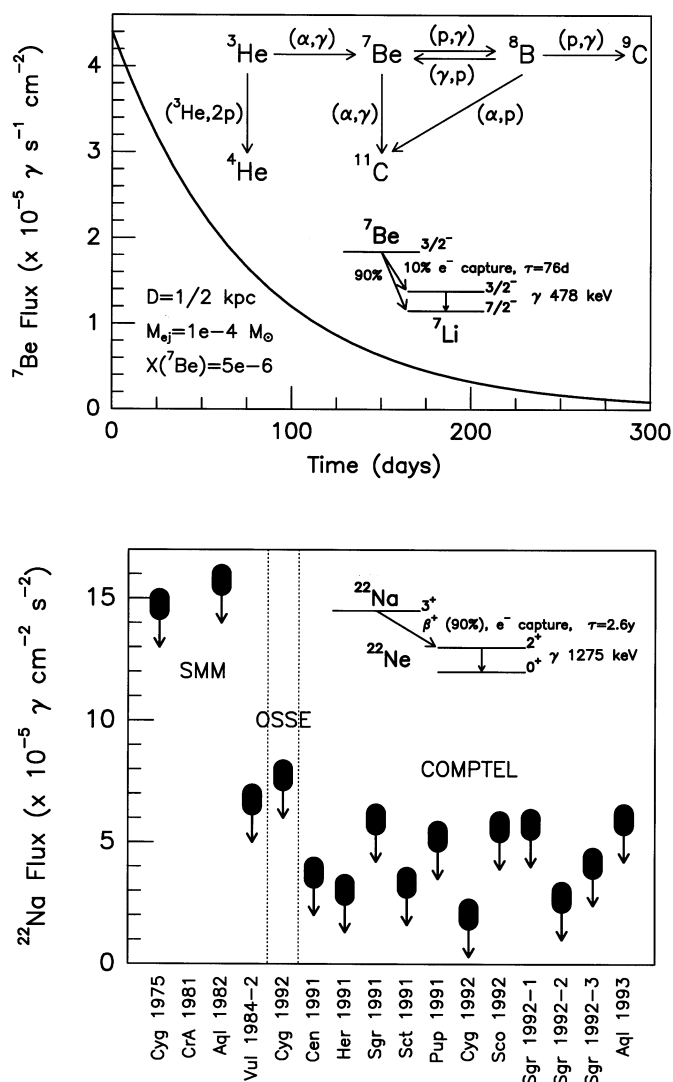 ³He (α,γ) ⁷Be (p,γ) ⁸B (p,γ) ⁹C
(γ,p)
(³He,2p) (α,γ) (α,p)
⁴He ¹¹C
⁷Be 3/2⁻
90% 10% e⁻ capture, τ=76d
3/2⁻ γ 478 keV
7/2⁻
⁷Li
D=1/2 kpc
M_ej=1e-4 M_⊙
X(⁷Be)=5e-6
⁷Be Flux (x 10⁻⁵ γ s⁻¹ cm⁻²)
4
3
2
1
0
0 100 200 300
Time (days)
²²Na Flux (x 10⁻⁵ γ cm⁻² s⁻²)
15
10
5
0
²²Na 3⁺
β⁺ (90%), e⁻ capture, τ=2.6y
²²Ne 2⁺
γ 1275 keV
0⁺
SMM
OSSE
COMPTEL
Cyg 1975
CrA 1981
Aql 1982
Vul 1984-2
Cyg 1992
Cen 1991
Her 1991
Sgr 1991
Sct 1991
Pup 1991
Cyg 1992
Sco 1992
Sgr 1992-1
Sgr 1992-2
Sgr 1992-3
Aql 1993